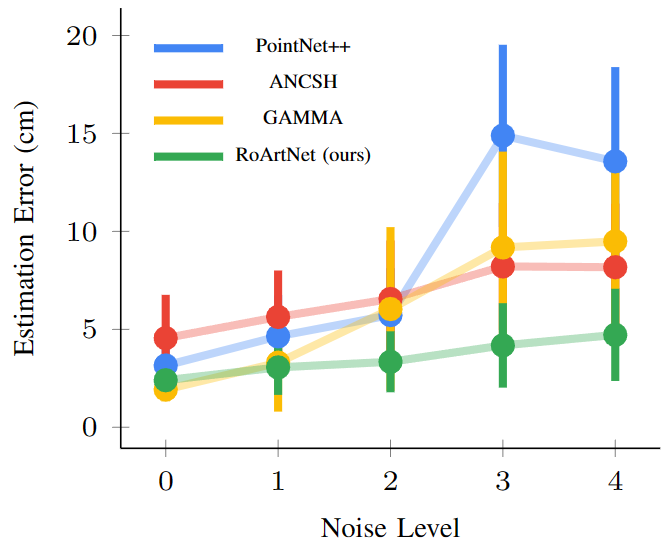 20
15
10
5
0
Estimation Error (cm)
PointNet++
ANCSH
GAMMA
RoArtNet (ours)
0 1 2 3 4
Noise Level